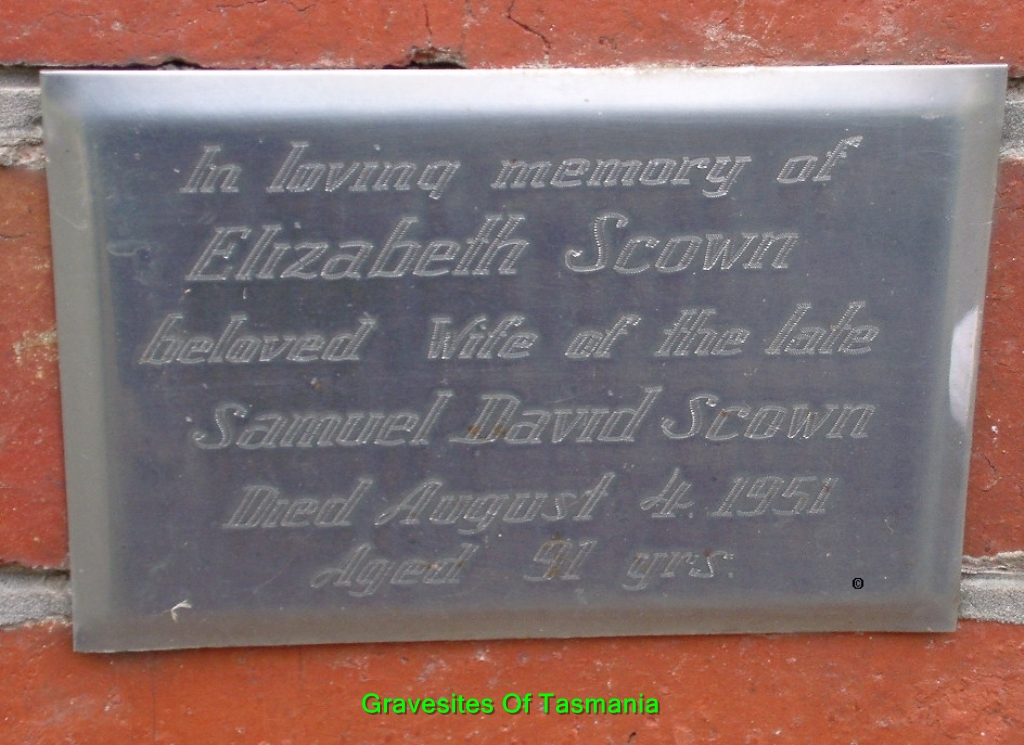 In loving memory of
Elizabeth Scown
beloved Wife of the late
Samuel David Scown
Died August 4. 1951
Aged 91 yrs.
©
Gravesites Of Tasmania